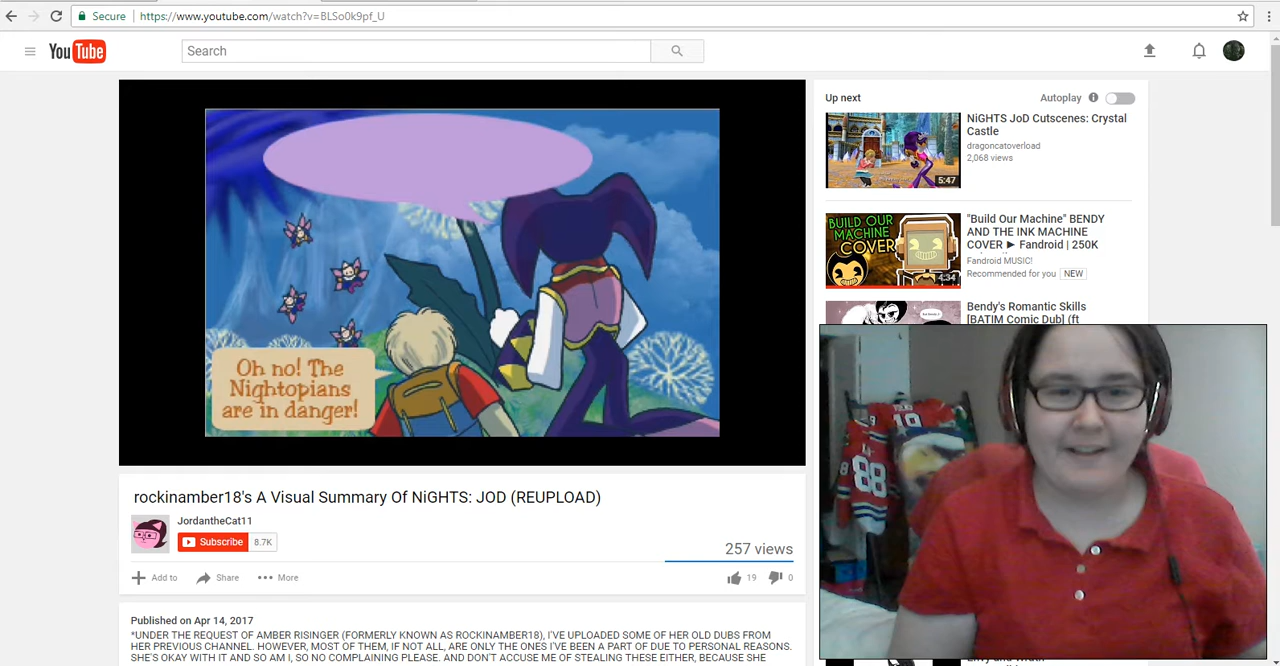 Secure https://www.youtube.com/watch?v=BLSo0k9pf_U
YouTube
Search
Oh no! The
Nightopians
are in danger!
rockinamber18's A Visual Summary Of NiGHTS: JOD (REUPLOAD)
JordantheCat11
Subscribe 8.7K
257 views
Add to Share More
19 0
Published on Apr 14, 2017
*UNDER THE REQUEST OF AMBER RISINGER (FORMERLY KNOWN AS ROCKINAMBER18), I'VE UPLOADED SOME OF HER OLD DUBS FROM
HER PREVIOUS CHANNEL. HOWEVER, MOST OF THEM, IF NOT ALL, ARE ONLY THE ONES I'VE BEEN A PART OF DUE TO PERSONAL REASONS.
SHE'S OKAY WITH IT AND SO AM I, SO NO COMPLAINING PLEASE. AND DON'T ACCUSE ME OF STEALING THESE EITHER, BECAUSE SHE
Up next
Autoplay
NiGHTS JoD Cutscenes: Crystal
Castle
dragoncatoverload
2,068 views
5:47
BUILD OUR
MACHINE
COVER
4:34
"Build Our Machine" BENDY
AND THE INK MACHINE
COVER ► Fandroid | 250K
Fandroid MUSIC!
Recommended for you NEW
Bendy's Romantic Skills
[BATIM Comic Dub] (ft
88